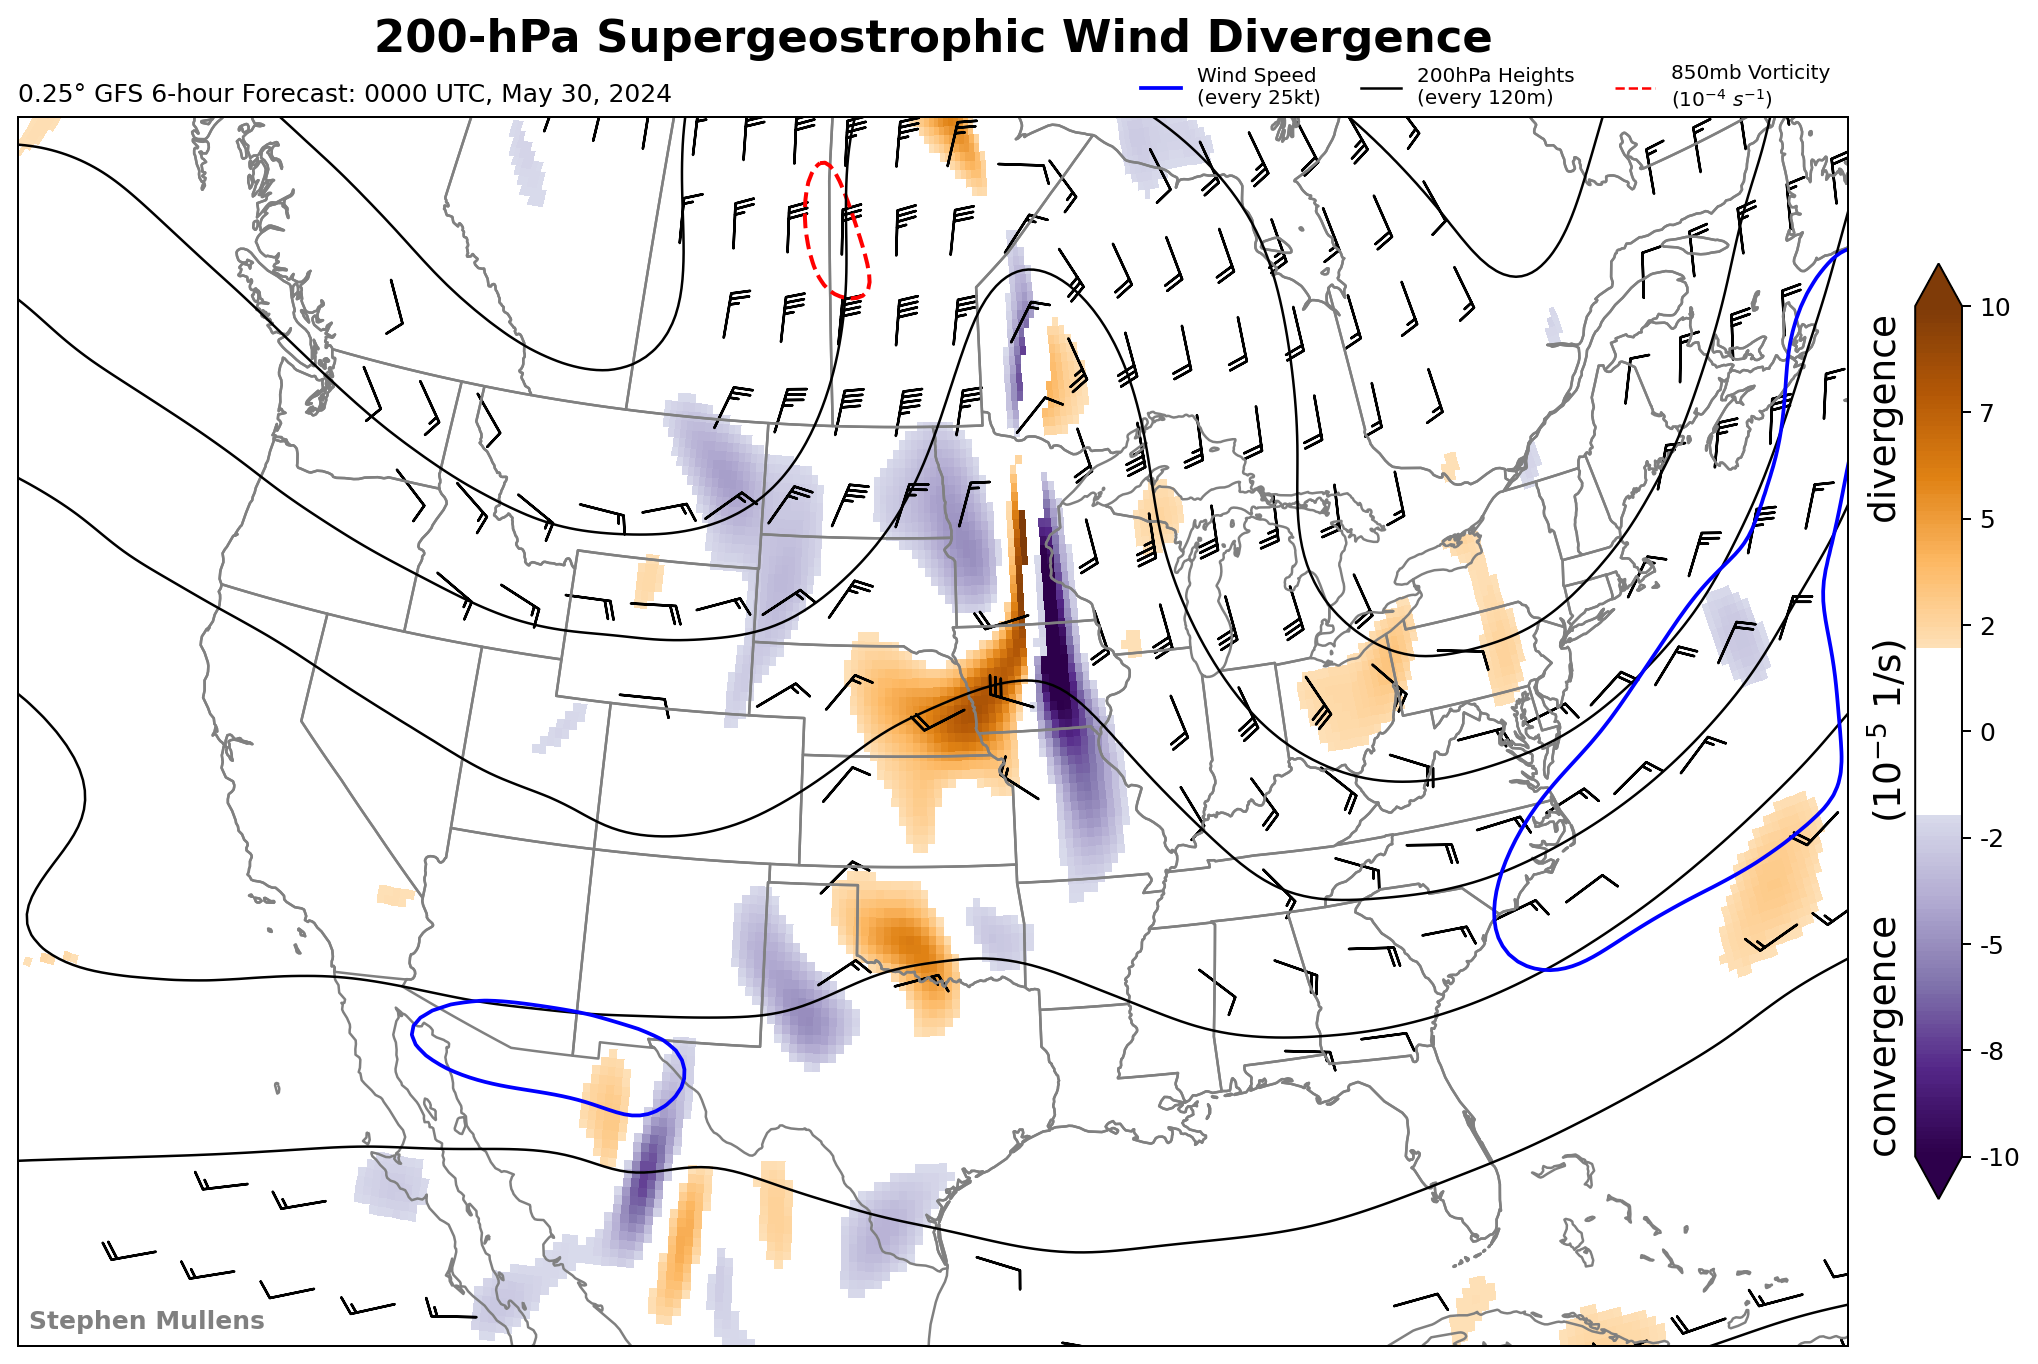 200-hPa Supergeostrophic Wind Divergence
0.25° GFS 6-hour Forecast: 0000 UTC, May 30, 2024
Wind Speed
(every 25kt)
200hPa Heights
(every 120m)
850mb Vorticity
(10⁻⁴ s⁻¹)
convergence (10⁻⁵ 1/s) divergence
10
7
5
2
0
-2
-5
-8
-10
Stephen Mullens